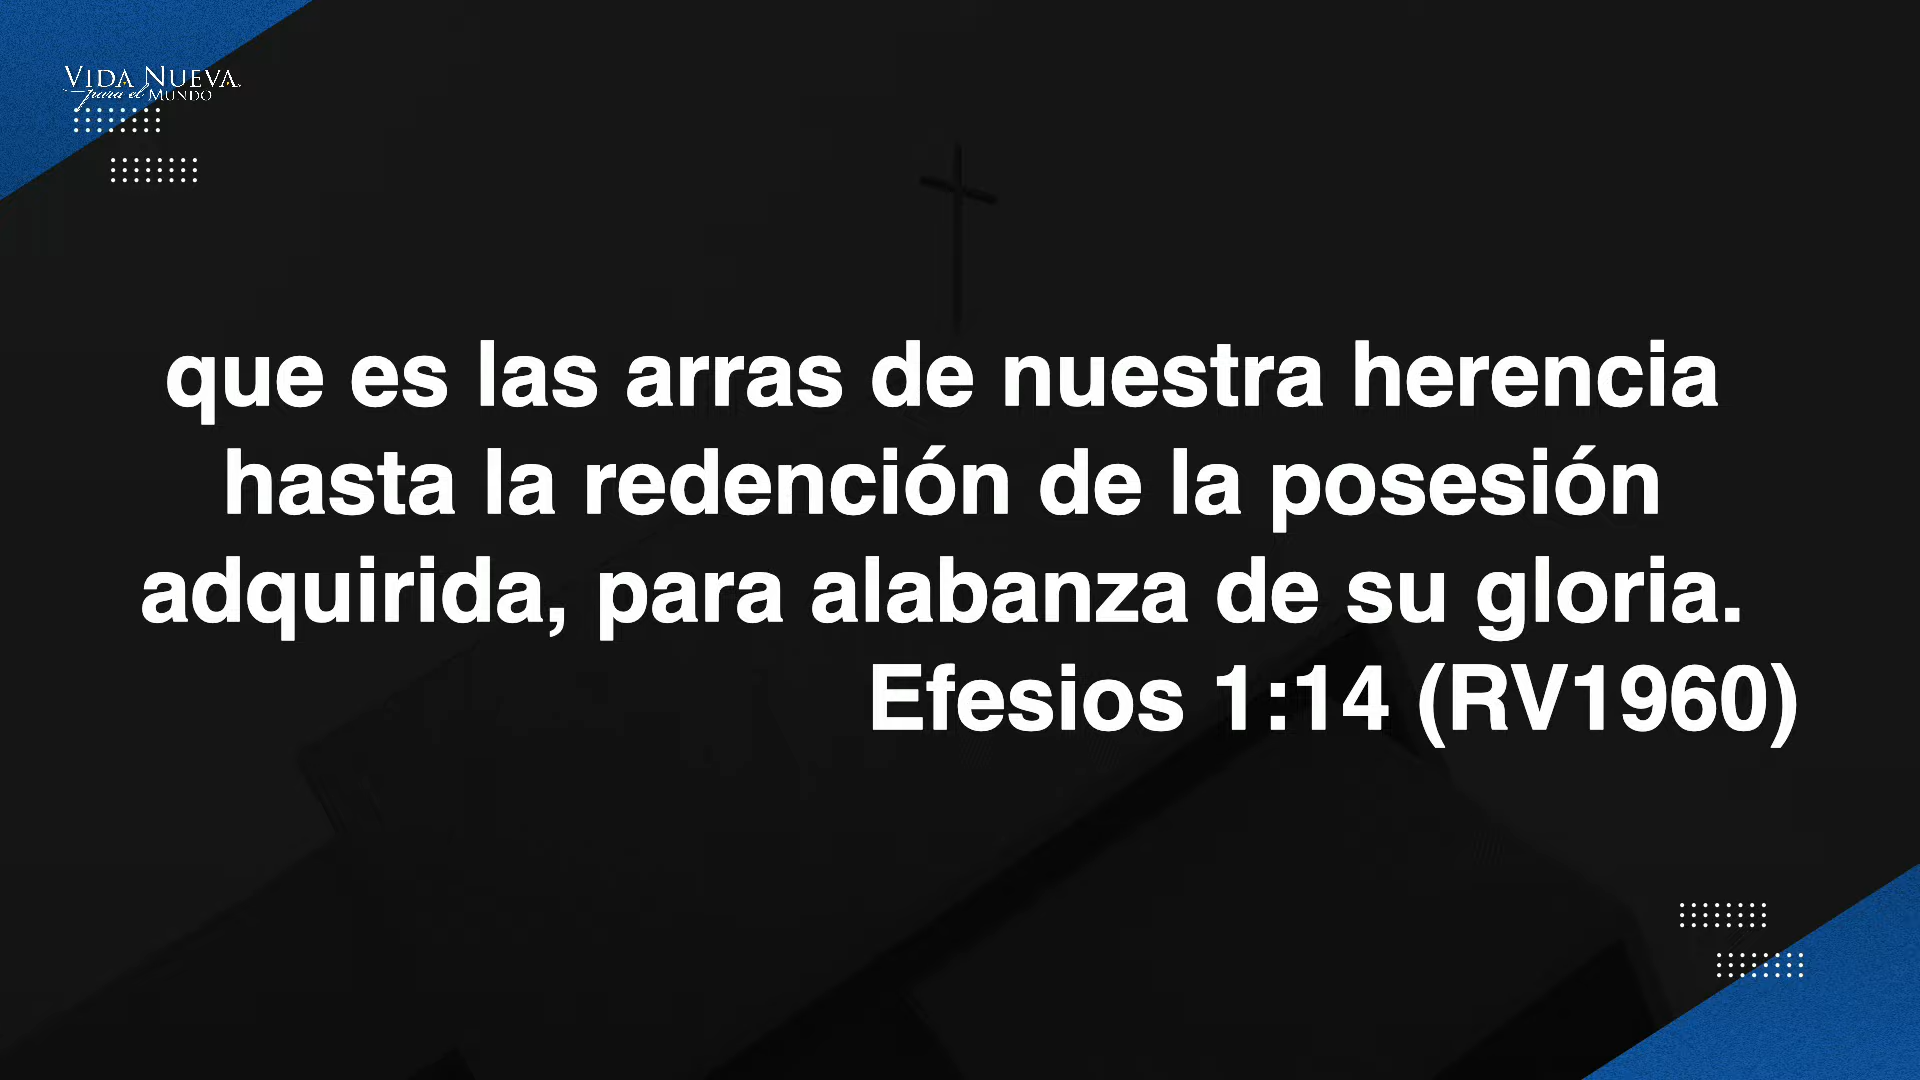 VIDA NUEVA
para el MUNDO
que es las arras de nuestra herencia
hasta la redención de la posesión
adquirida, para alabanza de su gloria.
Efesios 1:14 (RV1960)